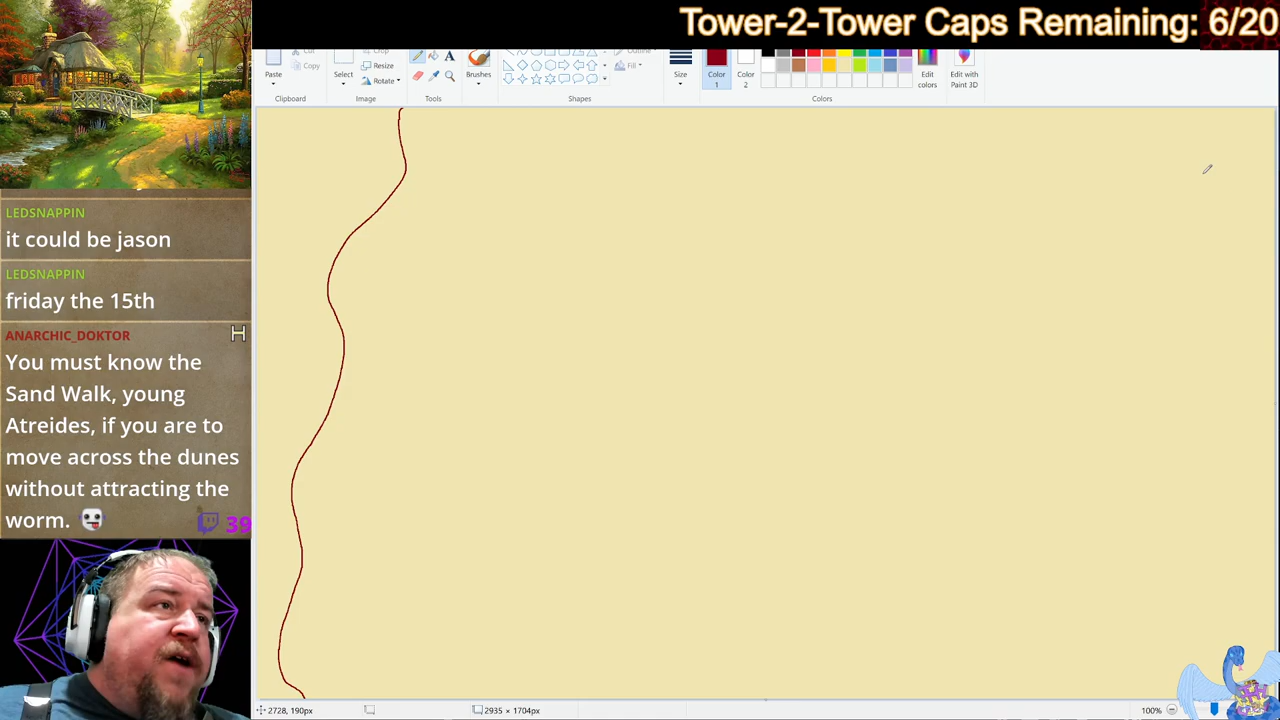 Tower-2-Tower Caps Remaining: 6/20
Cut
Crop
Outline
Paste
Copy
Select
Resize
Rotate
A
Brushes
Fill
Size
Color
1
Color
2
Edit
colors
Edit with
Paint 3D
Clipboard
Image
Tools
Shapes
Colors
LEDSNAPPIN
it could be jason
LEDSNAPPIN
friday the 15th
ANARCHIC_DOKTOR
H
You must know the
Sand Walk, young
Atreides, if you are to
move across the dunes
without attracting the
worm.
39
2728, 190px
2935 × 1704px
100%